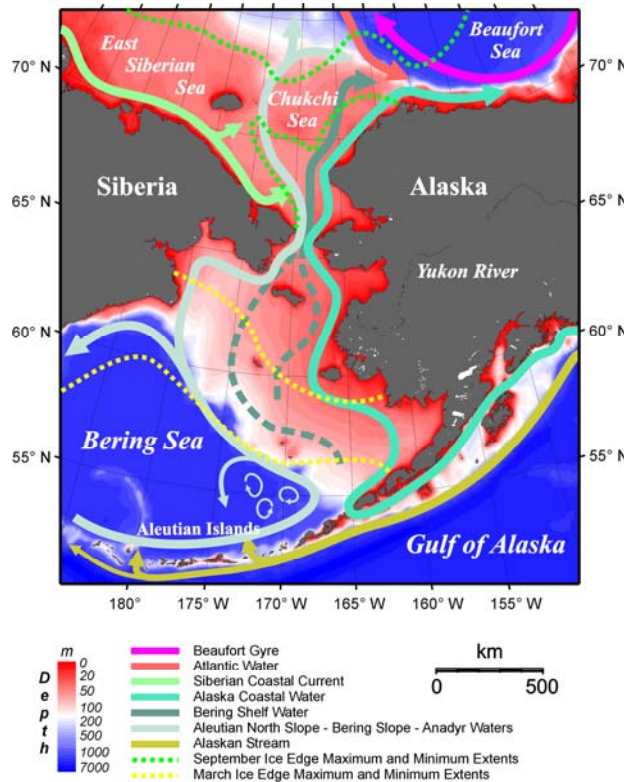 70° N
65° N
60° N
55° N
East
Siberian
Sea
Chukchi
Sea
Beaufort
Sea
70° N
65° N
60° N
55° N
Siberia
Alaska
Yukon River
Bering Sea
Aleutian Islands
Gulf of Alaska
180°
175° W
170° W
165° W
160° W
155° W
m
Depth
0
20
50
100
200
500
1000
7000
Beaufort Gyre
Atlantic Water
Siberian Coastal Current
Alaska Coastal Water
Bering Shelf Water
Aleutian North Slope - Bering Slope - Anadyr Waters
Alaskan Stream
September Ice Edge Maximum and Minimum Extents
March Ice Edge Maximum and Minimum Extents
km
0 500